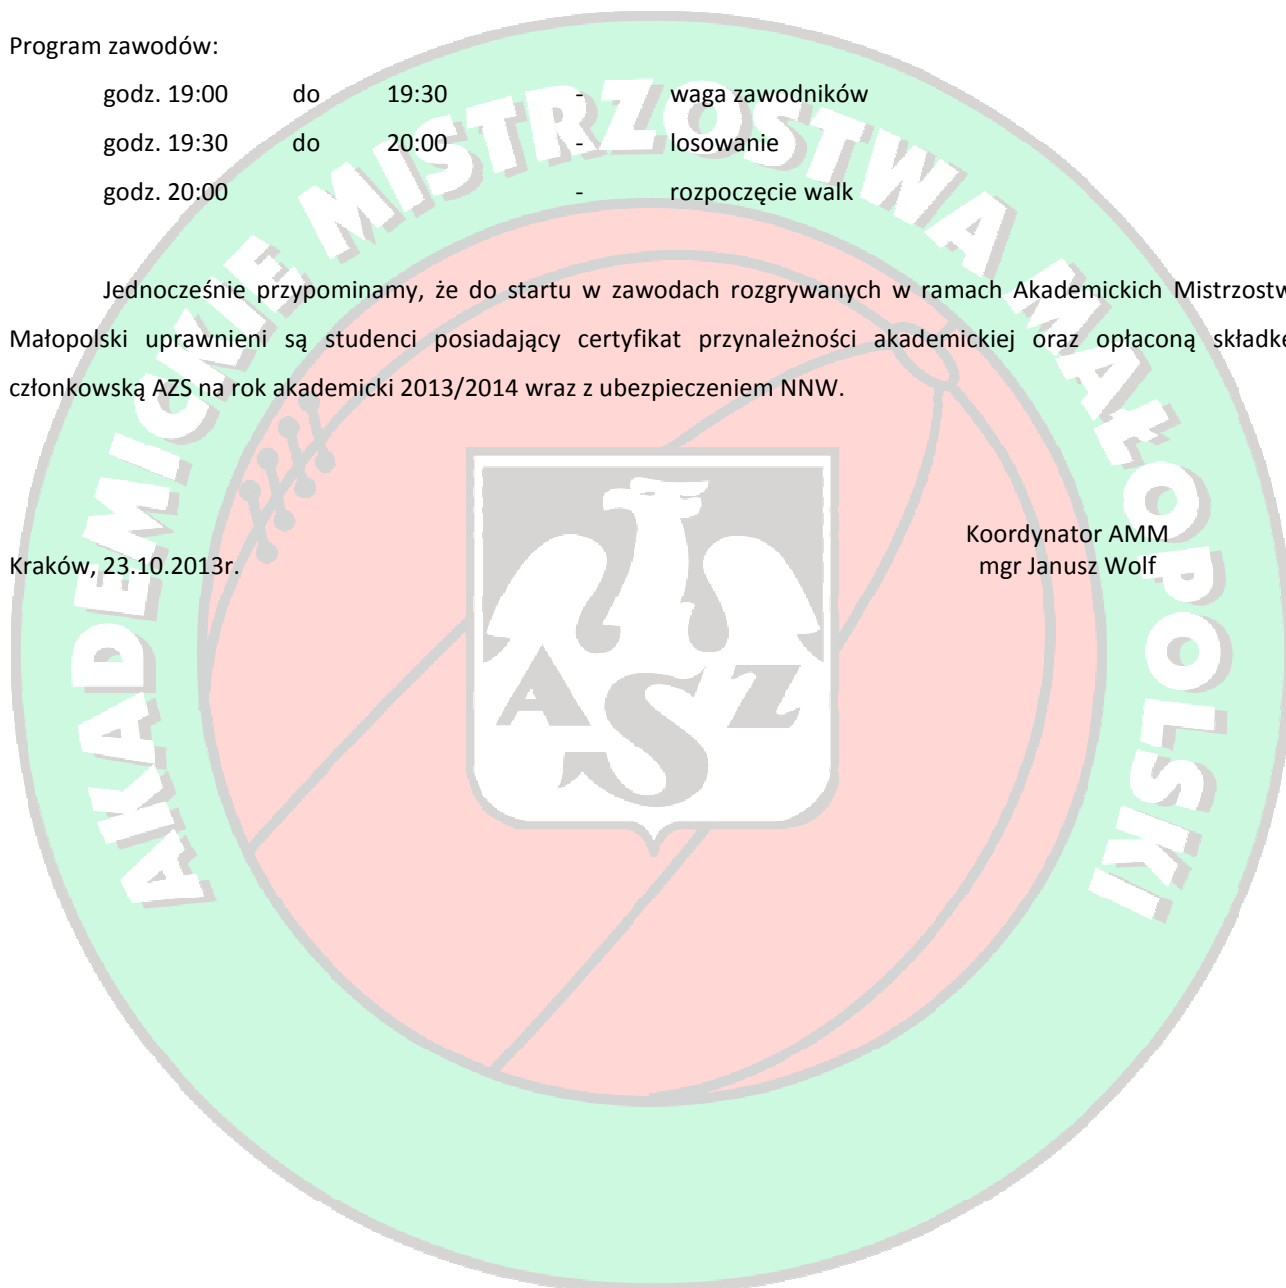 Program zawodów:
godz. 19:00 do 19:30 - waga zawodników
godz. 19:30 do 20:00 - losowanie
godz. 20:00 - rozpoczęcie walk
Jednocześnie przypominamy, że do startu w zawodach rozgrywanych w ramach Akademickich Mistrzostw
Małopolski uprawnieni są studenci posiadający certyfikat przynależności akademickiej oraz opłaconą składkę
członkowską AZS na rok akademicki 2013/2014 wraz z ubezpieczeniem NNW.
Koordynator AMM
Kraków, 23.10.2013r. mgr Janusz Wolf
AKADEMICKIE MISTRZOSTWA MAŁOPOLSKI
AZS